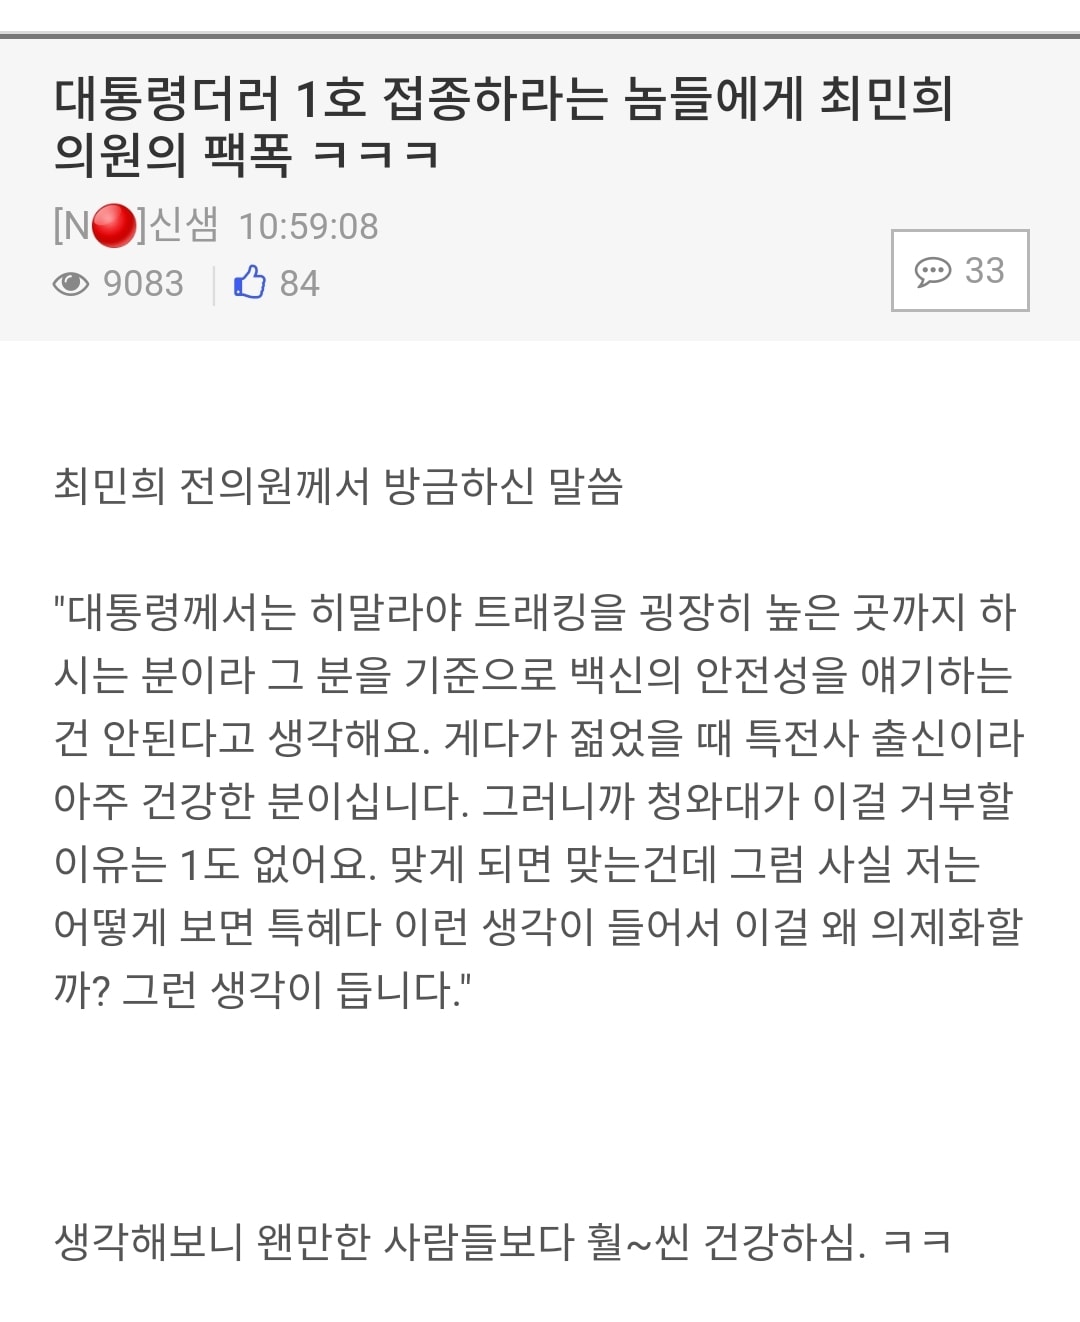 대통령더러 1호 접종하라는 놈들에게 최민희
의원의 팩폭 ㅋㅋㅋ
[N🔴]신샘 10:59:08
9083 84
33
최민희 전의원께서 방금하신 말씀
"대통령께서는 히말라야 트래킹을 굉장히 높은 곳까지 하
시는 분이라 그 분을 기준으로 백신의 안전성을 얘기하는
건 안된다고 생각해요. 게다가 젊었을 때 특전사 출신이라
아주 건강한 분이십니다. 그러니까 청와대가 이걸 거부할
이유는 1도 없어요. 맞게 되면 맞는건데 그럼 사실 저는
어떻게 보면 특혜다 이런 생각이 들어서 이걸 왜 의제화할
까? 그런 생각이 듭니다."
생각해보니 왠만한 사람들보다 훨~씬 건강하심. ㅋㅋ